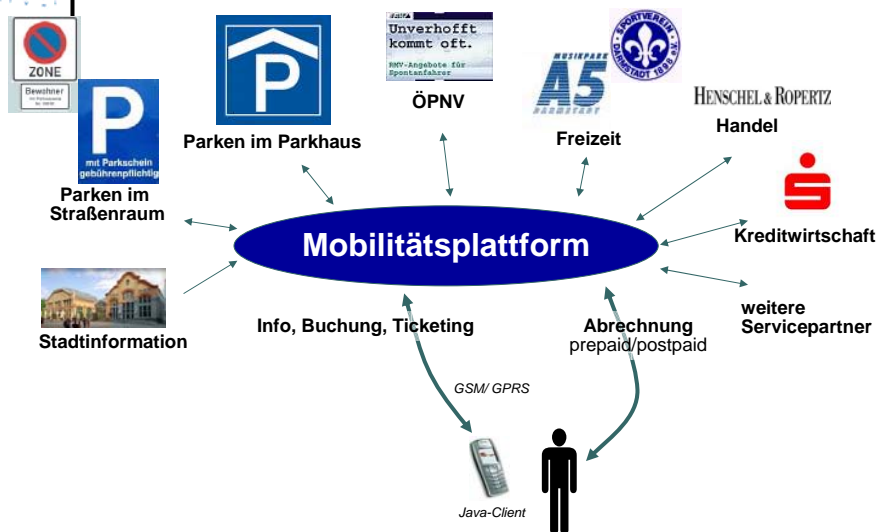 ZONE
Bewohner
P
mit Parkschein
gebührenpflichtig
Parken im
Straßenraum
P
Parken im Parkhaus
Unverhofft
kommt oft.
RMV-Angebote für
Spontanfahrer
ÖPNV
MUSIKPARK
A5
DARMSTADT
SPORTVEREIN
DARMSTADT 1898 e.V.
Freizeit
HENSCHEL & ROPERTZ
Handel
Kreditwirtschaft
Mobilitätsplattform
Stadtinformation
Info, Buchung, Ticketing
Abrechnung
prepaid/postpaid
weitere
Servicepartner
GSM/ GPRS
Java-Client